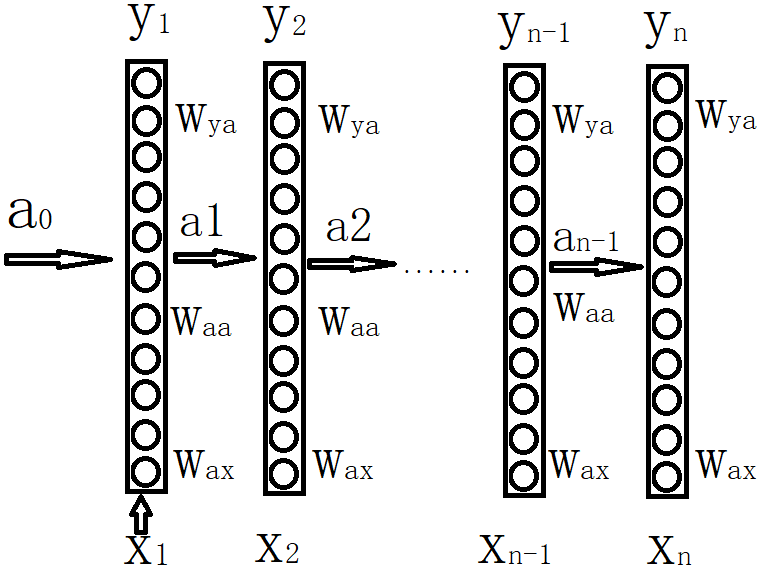 y1 y2 yn-1 yn
Wya Wya Wya Wya
a0 a1 a2 ...... an-1
Waa Waa Waa
Wax Wax Wax Wax
X1 X2 Xn-1 Xn